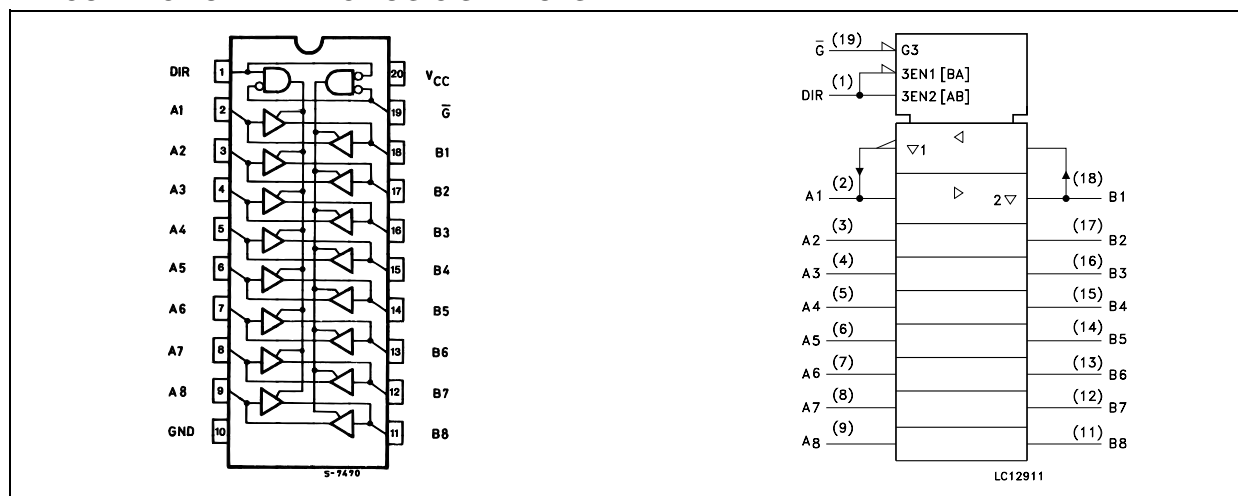 DIR 1
20 VCC
A1 2
19 G̅
A2 3
18 B1
A3 4
17 B2
A4 5
16 B3
A5 6
15 B4
A6 7
14 B5
A7 8
13 B6
A8 9
12 B7
GND 10
11 B8
S-7470
G̅ (19) G3
3EN1 [BA]
DIR (1) 3EN2 [AB]
▽1 ◁
A1 (2) ▷ 2▽ (18) B1
A2 (3) (17) B2
A3 (4) (16) B3
A4 (5) (15) B4
A5 (6) (14) B5
A6 (7) (13) B6
A7 (8) (12) B7
A8 (9) (11) B8
LC12911